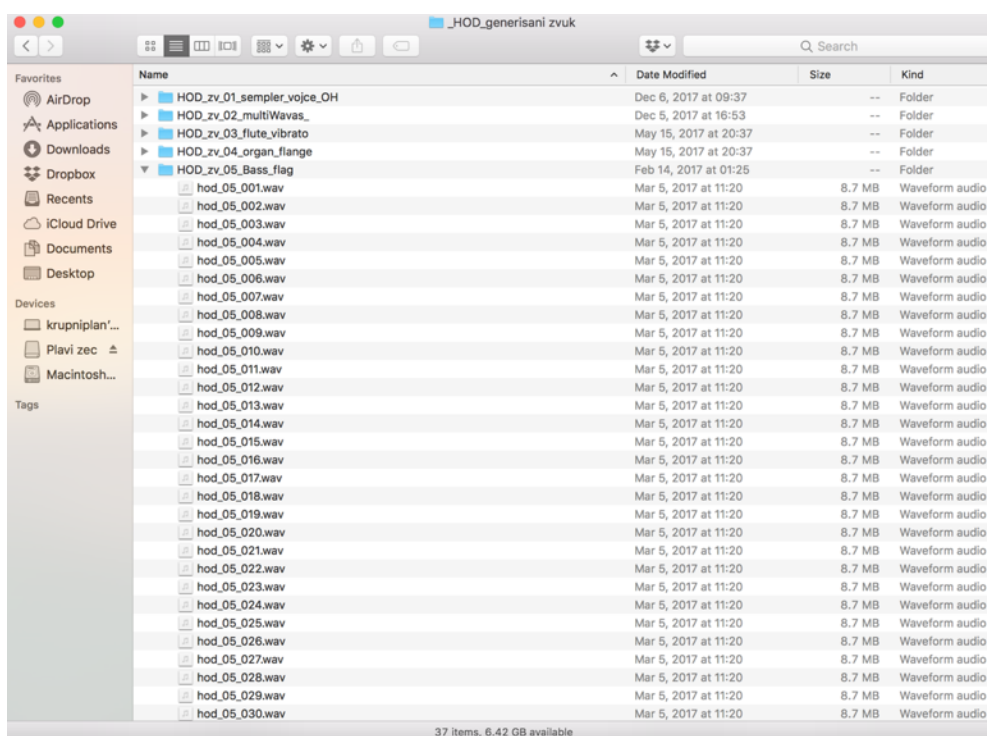 _HOD_generisani zvuk
Search
Favorites
AirDrop
Applications
Downloads
Dropbox
Recents
iCloud Drive
Documents
Desktop
Devices
krupniplan'...
Plavi zec
Macintosh...
Tags
Name Date Modified Size Kind
HOD_zv_01_sempler_vojce_OH Dec 6, 2017 at 09:37 -- Folder
HOD_zv_02_multiWavas_ Dec 5, 2017 at 16:53 -- Folder
HOD_zv_03_flute_vibrato May 15, 2017 at 20:37 -- Folder
HOD_zv_04_organ_flange May 15, 2017 at 20:37 -- Folder
HOD_zv_05_Bass_flag Feb 14, 2017 at 01:25 -- Folder
hod_05_001.wav Mar 5, 2017 at 11:20 8.7 MB Waveform audio
hod_05_002.wav Mar 5, 2017 at 11:20 8.7 MB Waveform audio
hod_05_003.wav Mar 5, 2017 at 11:20 8.7 MB Waveform audio
hod_05_004.wav Mar 5, 2017 at 11:20 8.7 MB Waveform audio
hod_05_005.wav Mar 5, 2017 at 11:20 8.7 MB Waveform audio
hod_05_006.wav Mar 5, 2017 at 11:20 8.7 MB Waveform audio
hod_05_007.wav Mar 5, 2017 at 11:20 8.7 MB Waveform audio
hod_05_008.wav Mar 5, 2017 at 11:20 8.7 MB Waveform audio
hod_05_009.wav Mar 5, 2017 at 11:20 8.7 MB Waveform audio
hod_05_010.wav Mar 5, 2017 at 11:20 8.7 MB Waveform audio
hod_05_011.wav Mar 5, 2017 at 11:20 8.7 MB Waveform audio
hod_05_012.wav Mar 5, 2017 at 11:20 8.7 MB Waveform audio
hod_05_013.wav Mar 5, 2017 at 11:20 8.7 MB Waveform audio
hod_05_014.wav Mar 5, 2017 at 11:20 8.7 MB Waveform audio
hod_05_015.wav Mar 5, 2017 at 11:20 8.7 MB Waveform audio
hod_05_016.wav Mar 5, 2017 at 11:20 8.7 MB Waveform audio
hod_05_017.wav Mar 5, 2017 at 11:20 8.7 MB Waveform audio
hod_05_018.wav Mar 5, 2017 at 11:20 8.7 MB Waveform audio
hod_05_019.wav Mar 5, 2017 at 11:20 8.7 MB Waveform audio
hod_05_020.wav Mar 5, 2017 at 11:20 8.7 MB Waveform audio
hod_05_021.wav Mar 5, 2017 at 11:20 8.7 MB Waveform audio
hod_05_022.wav Mar 5, 2017 at 11:20 8.7 MB Waveform audio
hod_05_023.wav Mar 5, 2017 at 11:20 8.7 MB Waveform audio
hod_05_024.wav Mar 5, 2017 at 11:20 8.7 MB Waveform audio
hod_05_025.wav Mar 5, 2017 at 11:20 8.7 MB Waveform audio
hod_05_026.wav Mar 5, 2017 at 11:20 8.7 MB Waveform audio
hod_05_027.wav Mar 5, 2017 at 11:20 8.7 MB Waveform audio
hod_05_028.wav Mar 5, 2017 at 11:20 8.7 MB Waveform audio
hod_05_029.wav Mar 5, 2017 at 11:20 8.7 MB Waveform audio
hod_05_030.wav Mar 5, 2017 at 11:20 8.7 MB Waveform audio
37 items, 6.42 GB available